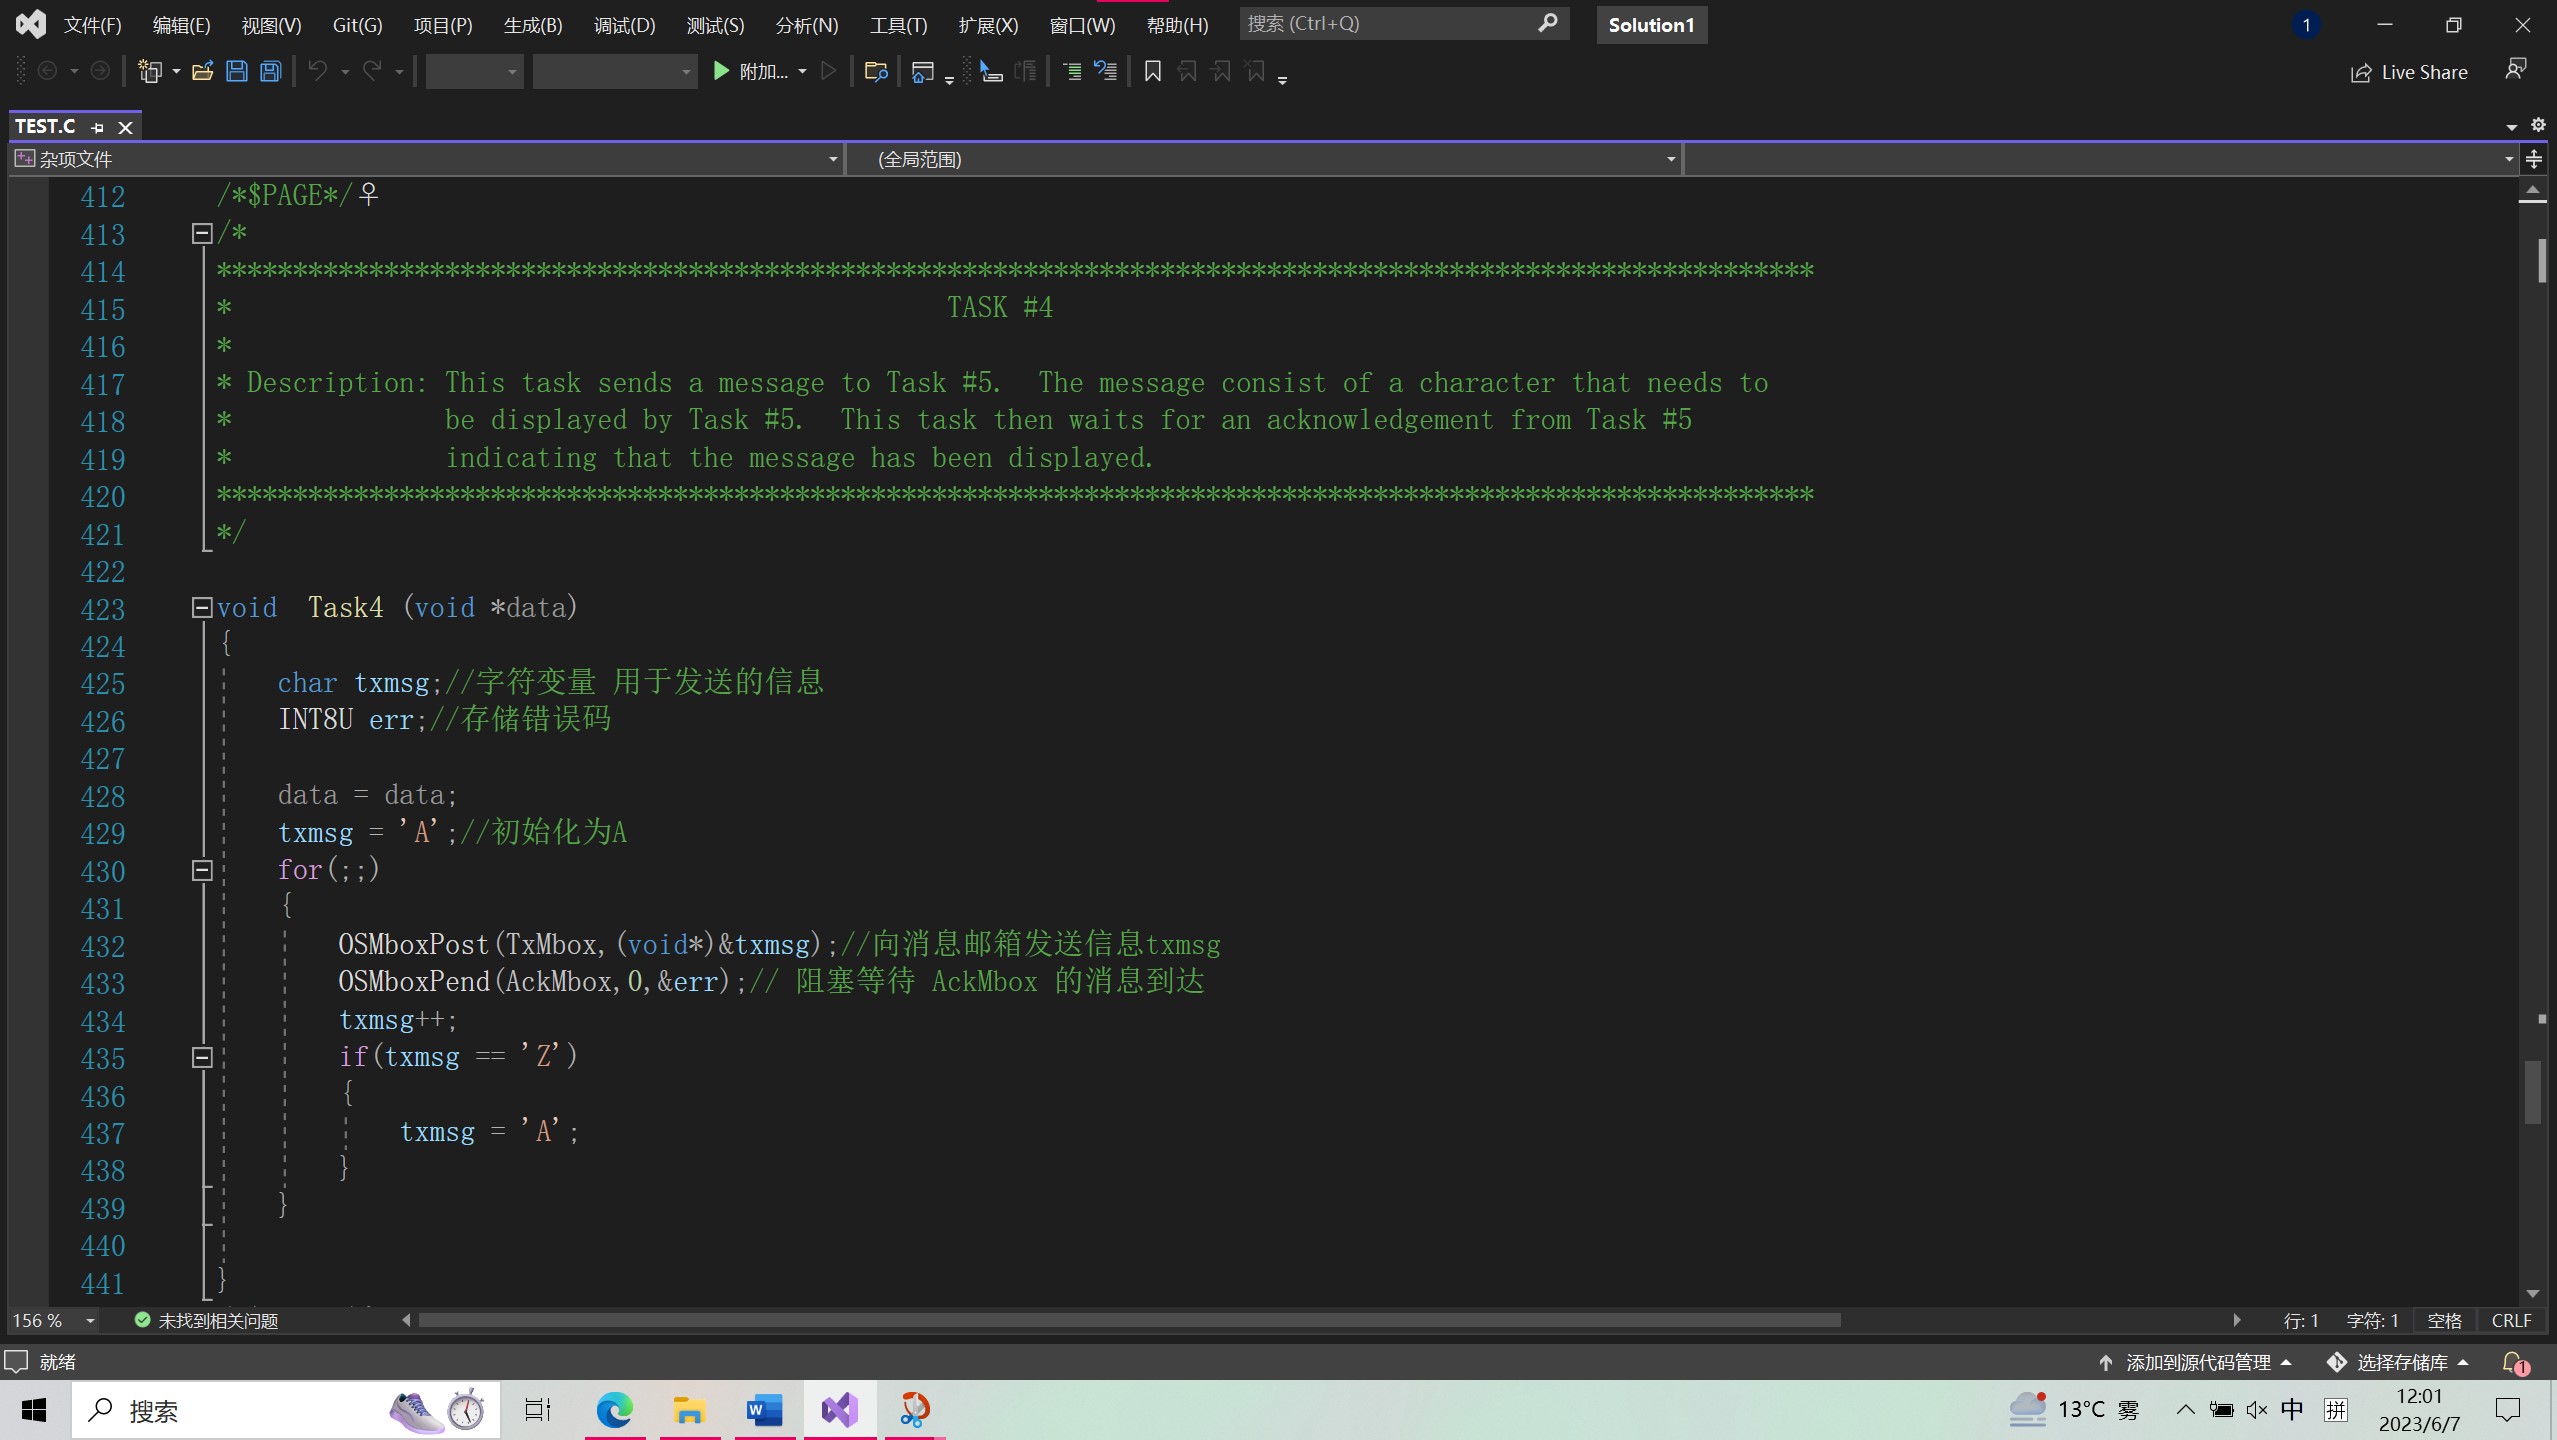 文件(F) 编辑(E) 视图(V) Git(G) 项目(P) 生成(B) 调试(D) 测试(S) 分析(N) 工具(T) 扩展(X) 窗口(W) 帮助(H) 搜索 (Ctrl+Q) Solution1 1
附加... Live Share
TEST.C
杂项文件 (全局范围)
412 /*$PAGE*/♀
413 /*
414 *********************************************************************************************************
415 * TASK #4
416 *
417 * Description: This task sends a message to Task #5.  The message consist of a character that needs to
418 * be displayed by Task #5.  This task then waits for an acknowledgement from Task #5
419 * indicating that the message has been displayed.
420 *********************************************************************************************************
421 */
422
423 void  Task4 (void *data)
424 {
425 char txmsg;//字符变量 用于发送的信息
426 INT8U err;//存储错误码
427
428 data = data;
429 txmsg = 'A';//初始化为A
430 for(;;)
431 {
432 OSMboxPost(TxMbox,(void*)&txmsg);//向消息邮箱发送信息txmsg
433 OSMboxPend(AckMbox,0,&err);// 阻塞等待 AckMbox 的消息到达
434 txmsg++;
435 if(txmsg == 'Z')
436 {
437 txmsg = 'A';
438 }
439 }
440
441 }
156 % 未找到相关问题 行: 1 字符: 1 空格 CRLF
就绪 添加到源代码管理 选择存储库 1
搜索 13°C 雾 中 拼 12:01
2023/6/7